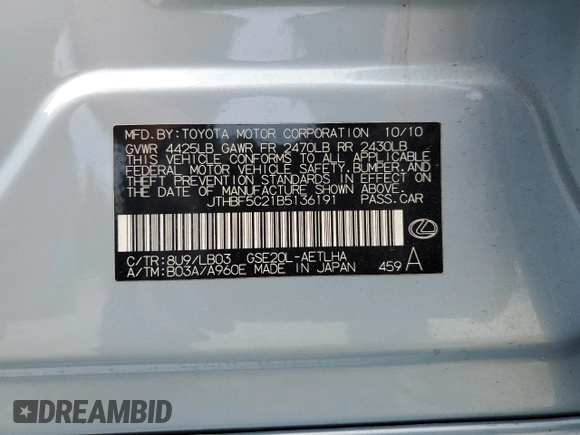 MFD. BY: TOYOTA MOTOR CORPORATION 10/10
GVWR 4425LB GAWR FR 2470LB RR 2430LB
THIS VEHICLE CONFORMS TO ALL APPLICABLE
FEDERAL MOTOR VEHICLE SAFETY, BUMPER, AND
THEFT PREVENTION STANDARDS IN EFFECT ON
THE DATE OF MANUFACTURE SHOWN ABOVE.
JTHBF5C21B5136191 PASS. CAR
C/TR: 8U9/LB03 GSE20L-AETLHA
A/TM: B03A/A960E MADE IN JAPAN 459 A
DREAMBID